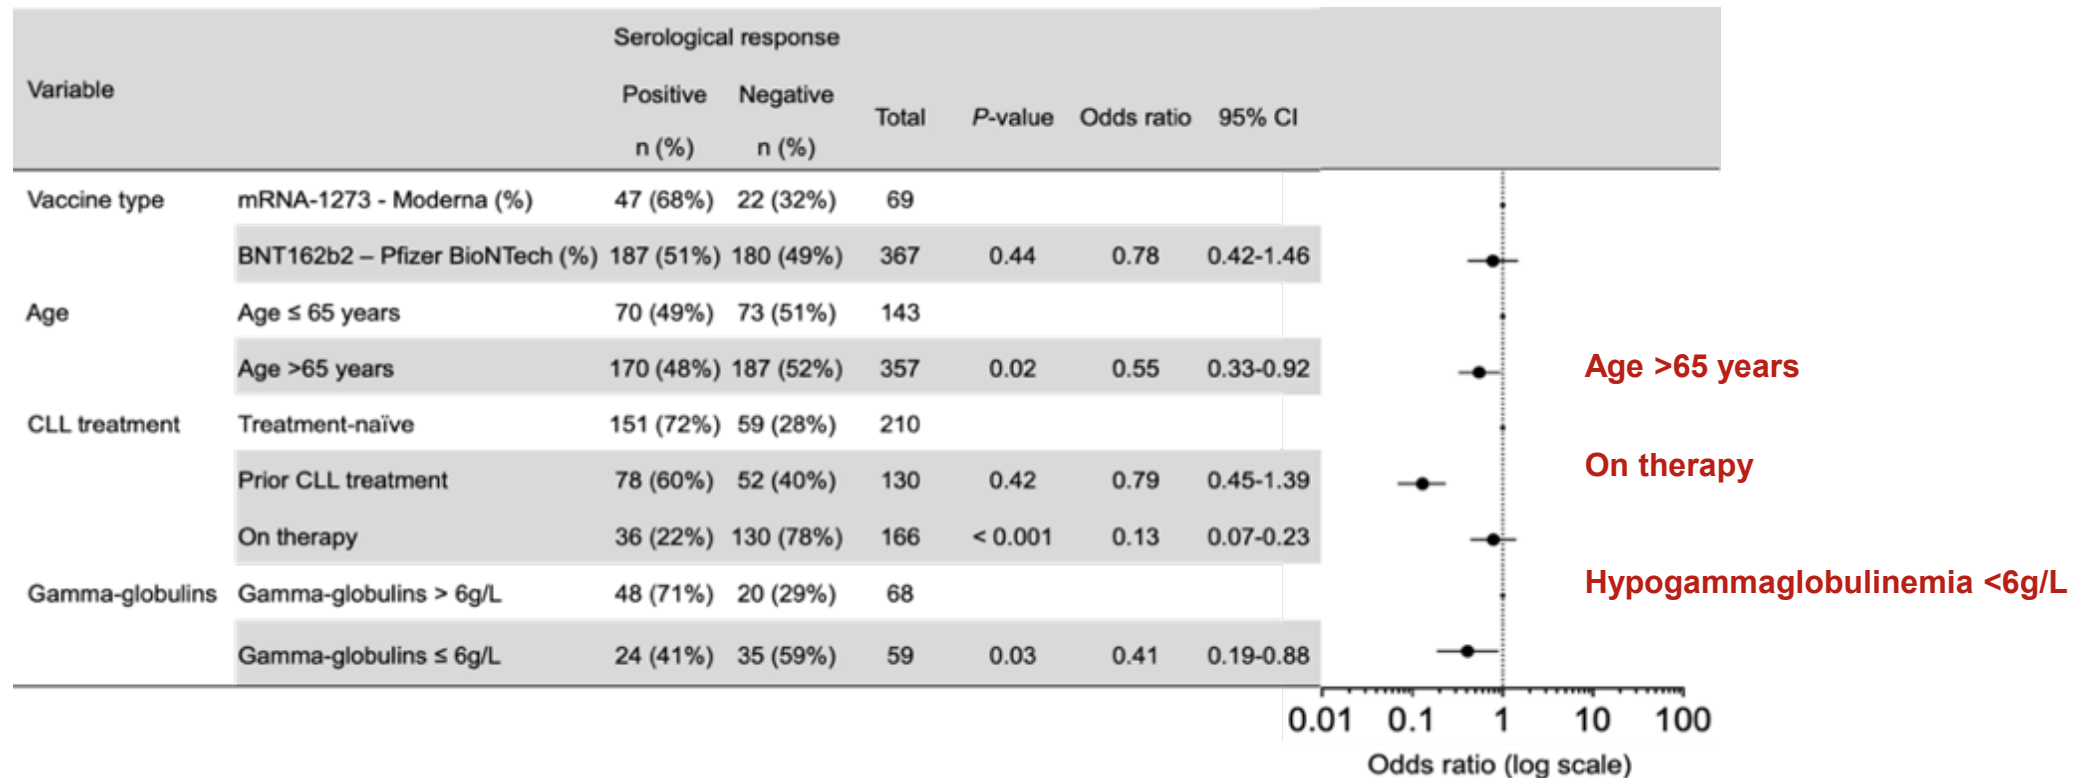 Serological response
Variable Positive Negative Total P-value Odds ratio 95% CI
n (%) n (%)
Vaccine type mRNA-1273 - Moderna (%) 47 (68%) 22 (32%) 69
BNT162b2 – Pfizer BioNTech (%) 187 (51%) 180 (49%) 367 0.44 0.78 0.42-1.46
Age Age ≤ 65 years 70 (49%) 73 (51%) 143
Age >65 years 170 (48%) 187 (52%) 357 0.02 0.55 0.33-0.92 Age >65 years
CLL treatment Treatment-naïve 151 (72%) 59 (28%) 210
On therapy
Prior CLL treatment 78 (60%) 52 (40%) 130 0.42 0.79 0.45-1.39
On therapy 36 (22%) 130 (78%) 166 < 0.001 0.13 0.07-0.23
Gamma-globulins Gamma-globulins > 6g/L 48 (71%) 20 (29%) 68 Hypogammaglobulinemia <6g/L
Gamma-globulins ≤ 6g/L 24 (41%) 35 (59%) 59 0.03 0.41 0.19-0.88
0.01 0.1 1 10 100
Odds ratio (log scale)